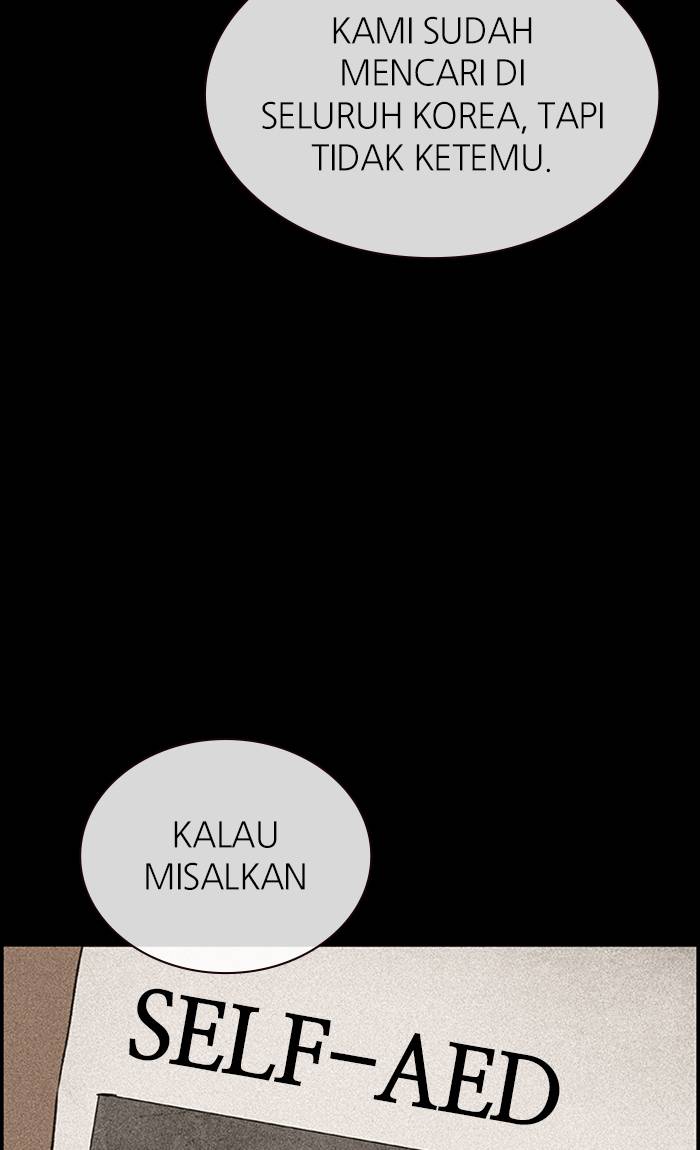 KAMI SUDAH
MENCARI DI
SELURUH KOREA, TAPI
TIDAK KETEMU.
KALAU
MISALKAN
SELF-AED